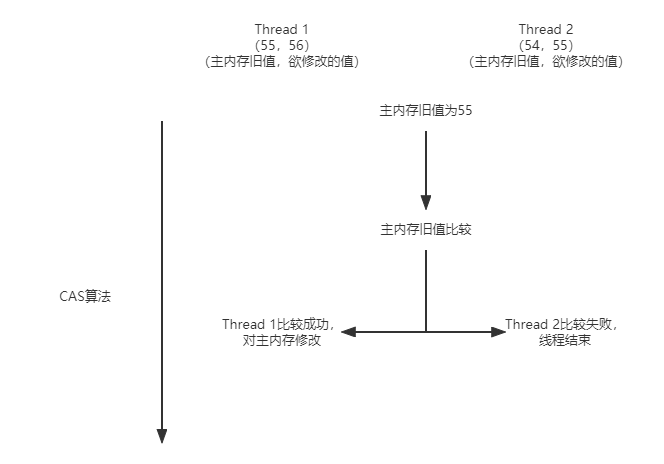 Thread 1
（55，56）
（主内存旧值，欲修改的值）
Thread 2
（54，55）
（主内存旧值，欲修改的值）
主内存旧值为55
主内存旧值比较
CAS算法
Thread 1比较成功，
对主内存修改
Thread 2比较失败，
线程结束